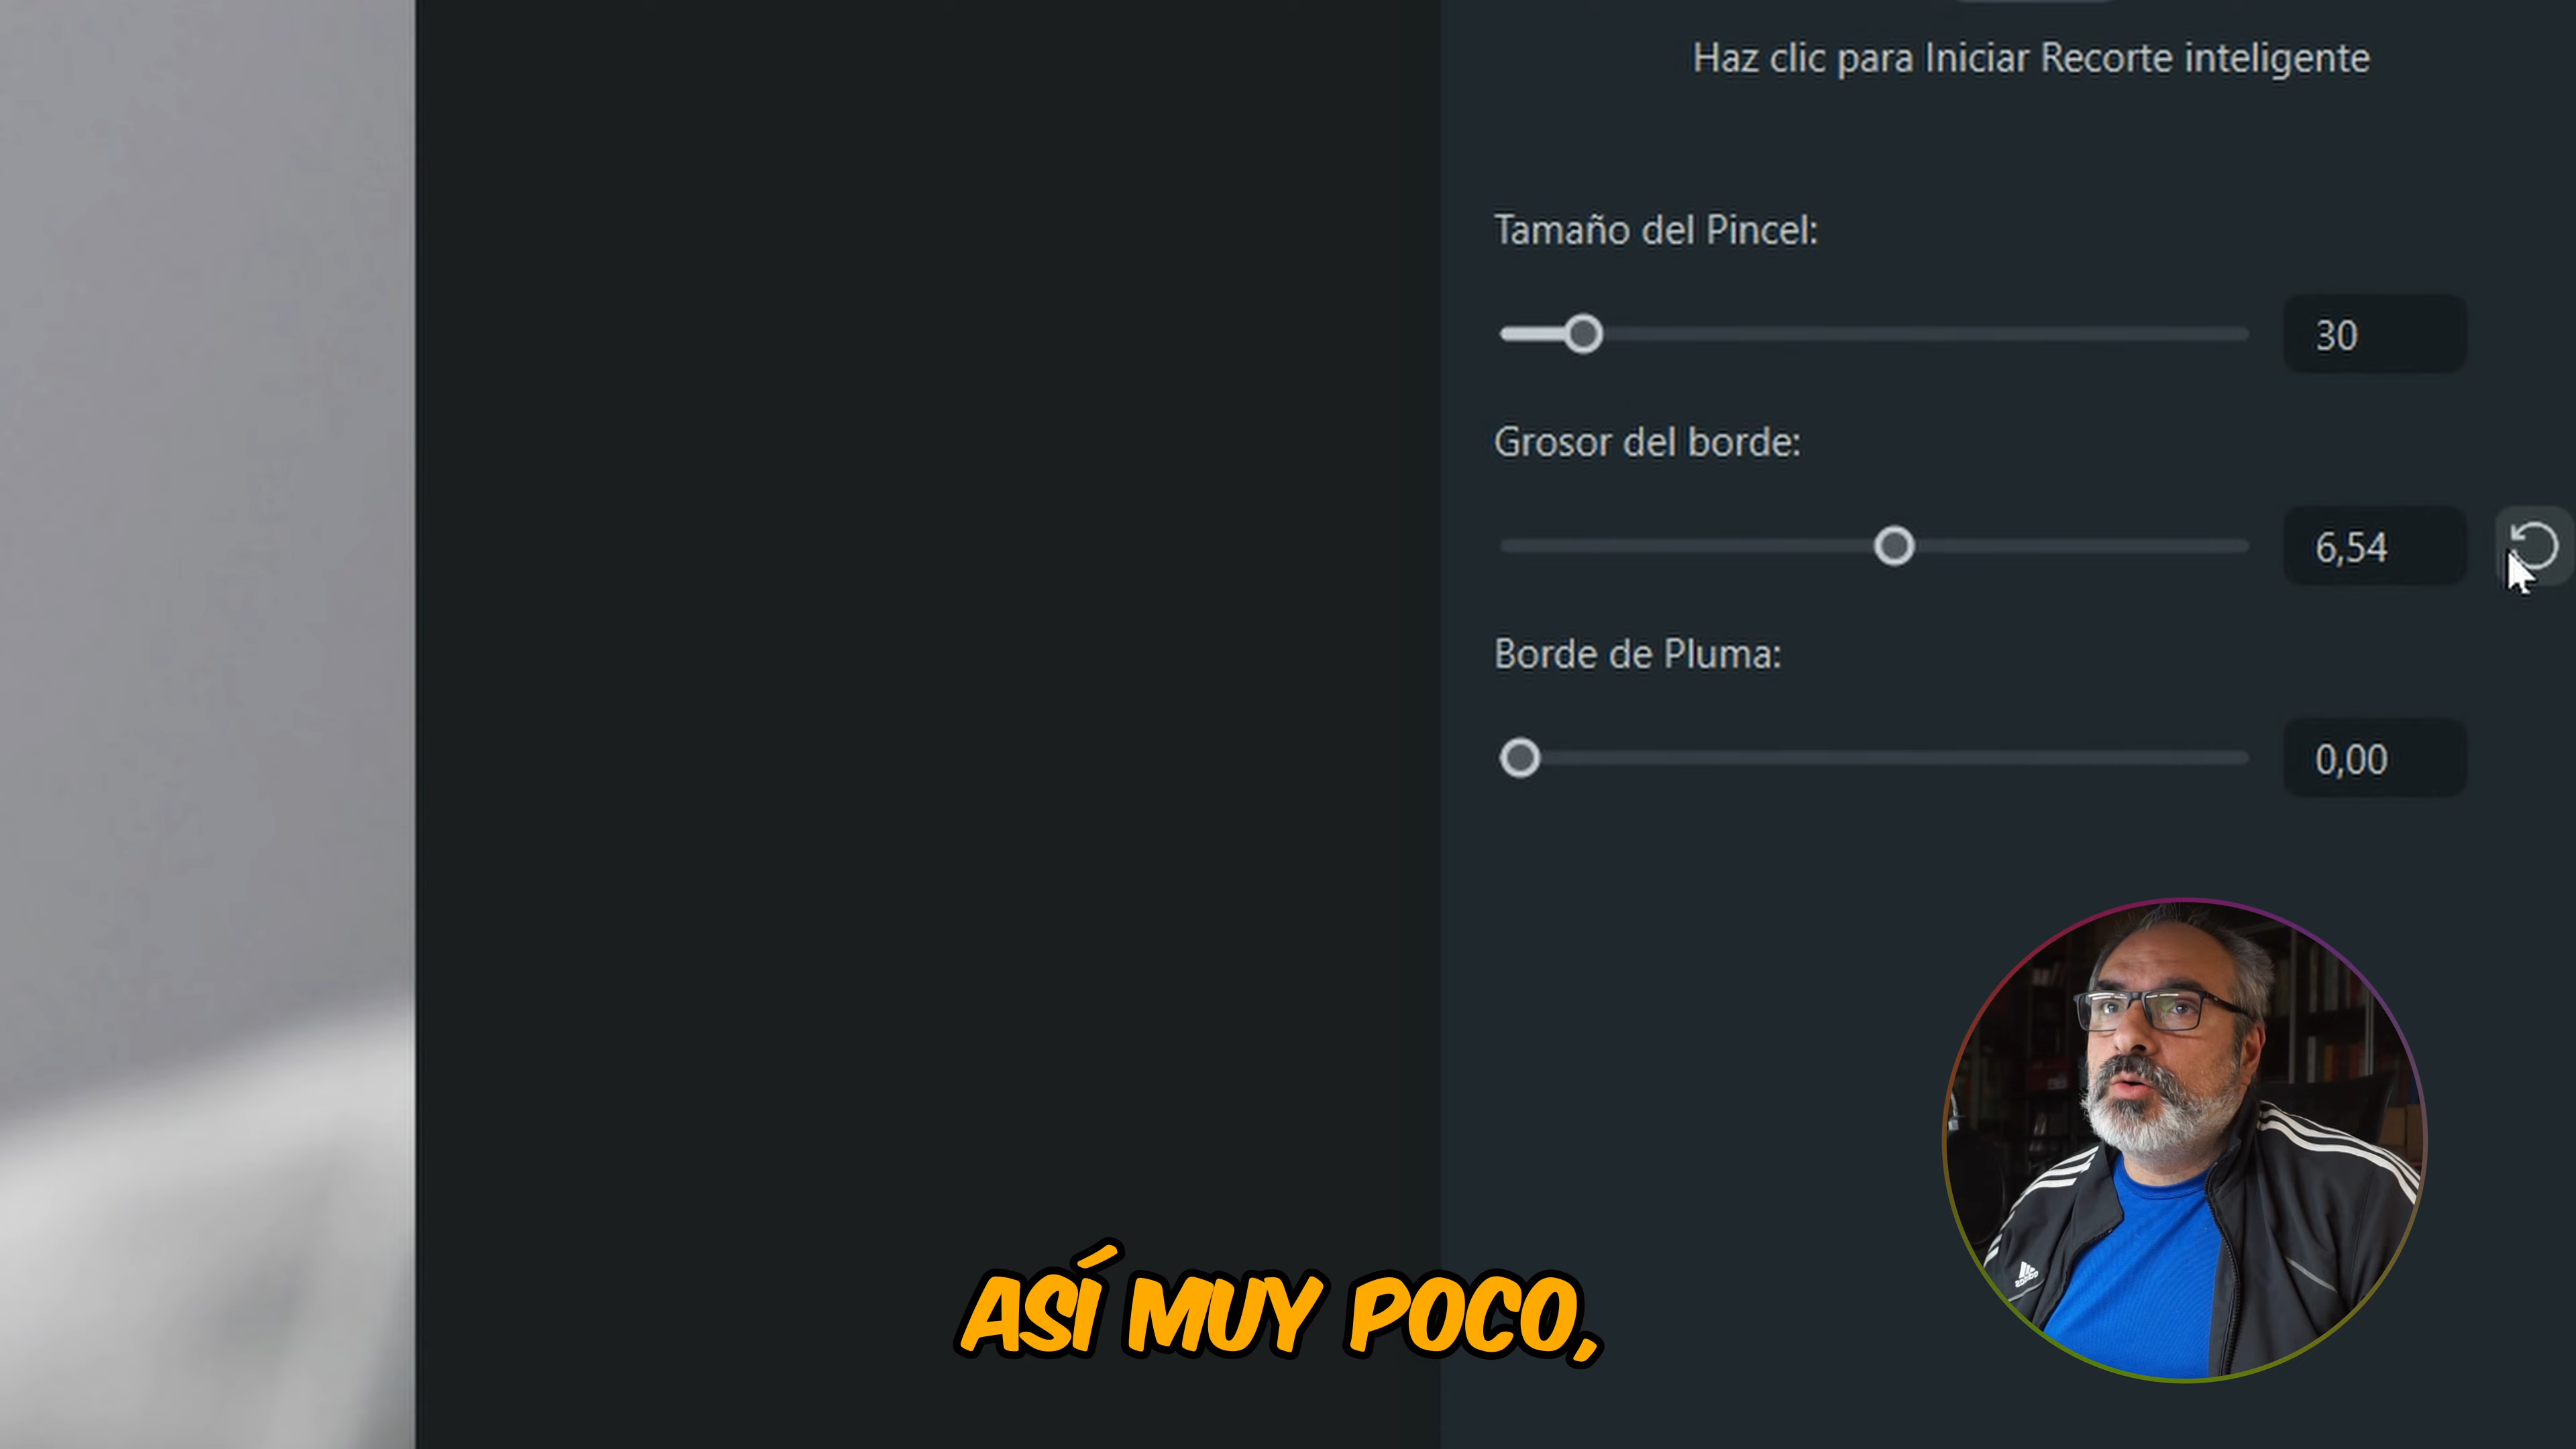 Haz clic para Iniciar Recorte inteligente
Tamaño del Pincel:
30
Grosor del borde:
6,54
Borde de Pluma:
0,00
ASÍ MUY POCO,